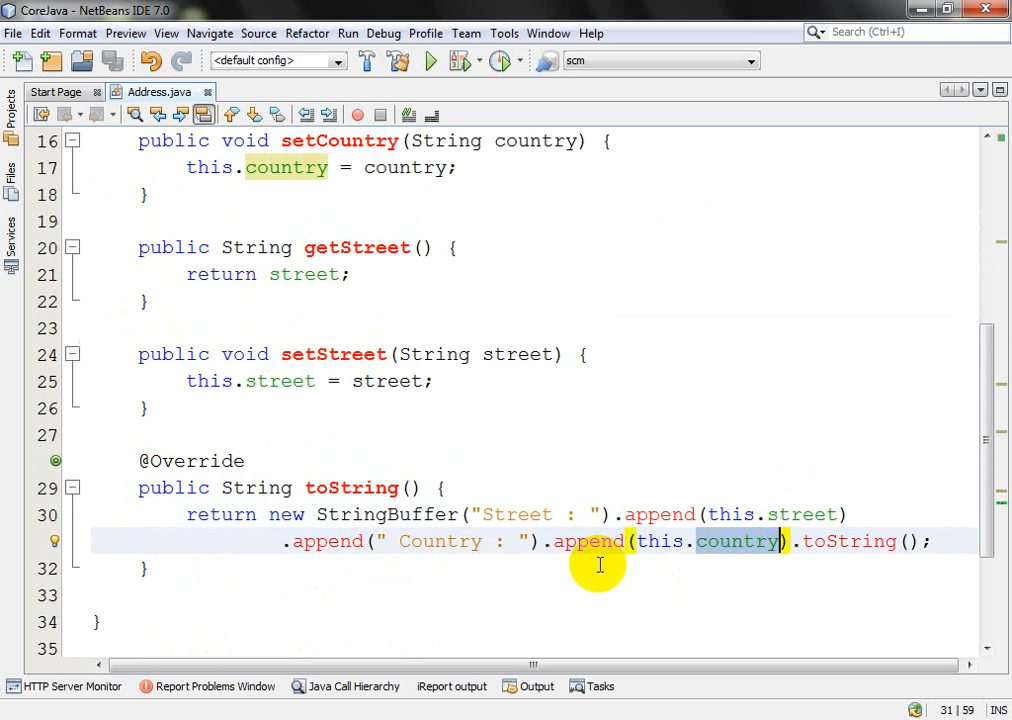 CoreJava - NetBeans IDE 7.0
File Edit Format Preview View Navigate Source Refactor Run Debug Profile Team Tools Window Help Search (Ctrl+I)
<default config> scm
Start Page Address.java
Projects
Files
Services
16 public void setCountry(String country) {
17 this.country = country;
18 }
19
20 public String getStreet() {
21 return street;
22 }
23
24 public void setStreet(String street) {
25 this.street = street;
26 }
27
@Override
29 public String toString() {
30 return new StringBuffer("Street : ").append(this.street)
.append(" Country : ").append(this.country).toString();
32 }
33
34 }
35
HTTP Server Monitor Report Problems Window Java Call Hierarchy iReport output Output Tasks
31 | 59 INS